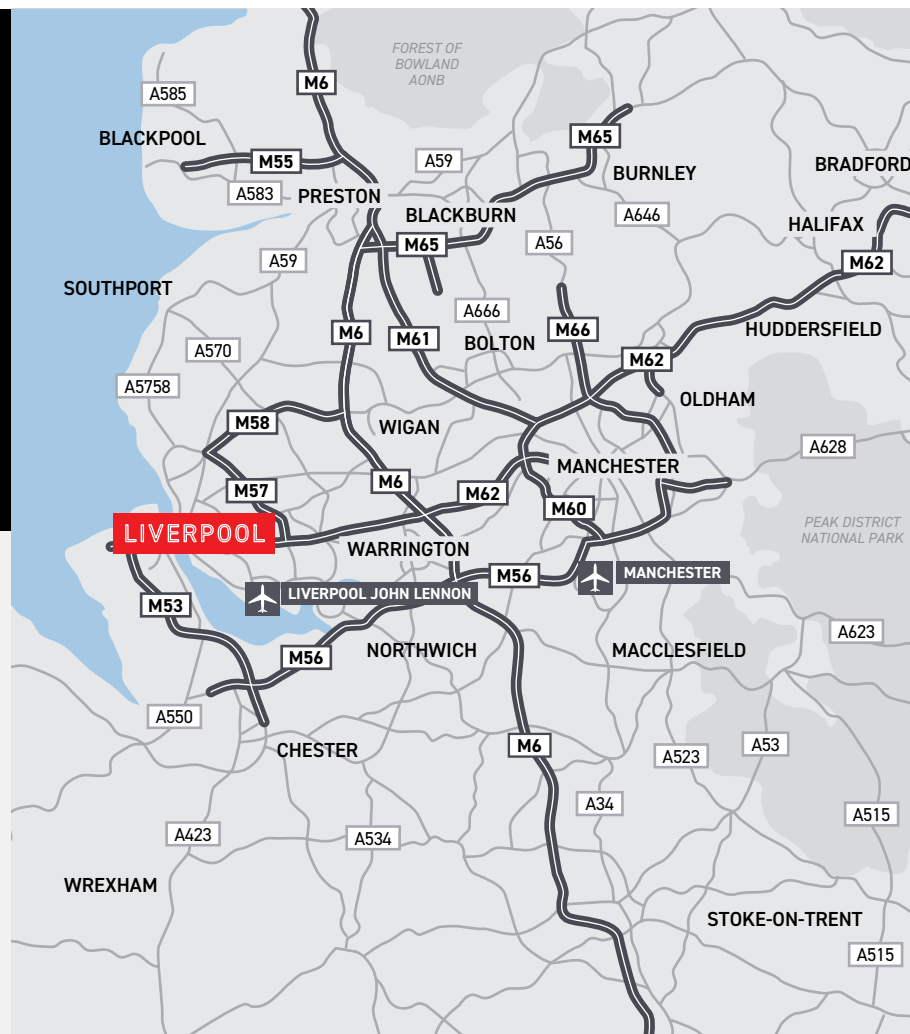 FOREST OF
BOWLAND
AONB
M6
A585
BLACKPOOL
M65
M55
A59
BURNLEY
BRADFORD
A583
PRESTON
BLACKBURN
A646
HALIFAX
M65
A56
A59
M62
SOUTHPORT
A666
M6
M61
M66
HUDDERSFIELD
BOLTON
A570
M62
A5758
OLDHAM
M58
WIGAN
A628
MANCHESTER
M57
M6
M62
M60
PEAK DISTRICT
NATIONAL PARK
LIVERPOOL
WARRINGTON
M56
MANCHESTER
LIVERPOOL JOHN LENNON
M53
A623
NORTHWICH
MACCLESFIELD
M56
A550
CHESTER
M6
A523
A53
A34
A515
A423
A534
WREXHAM
STOKE-ON-TRENT
A515